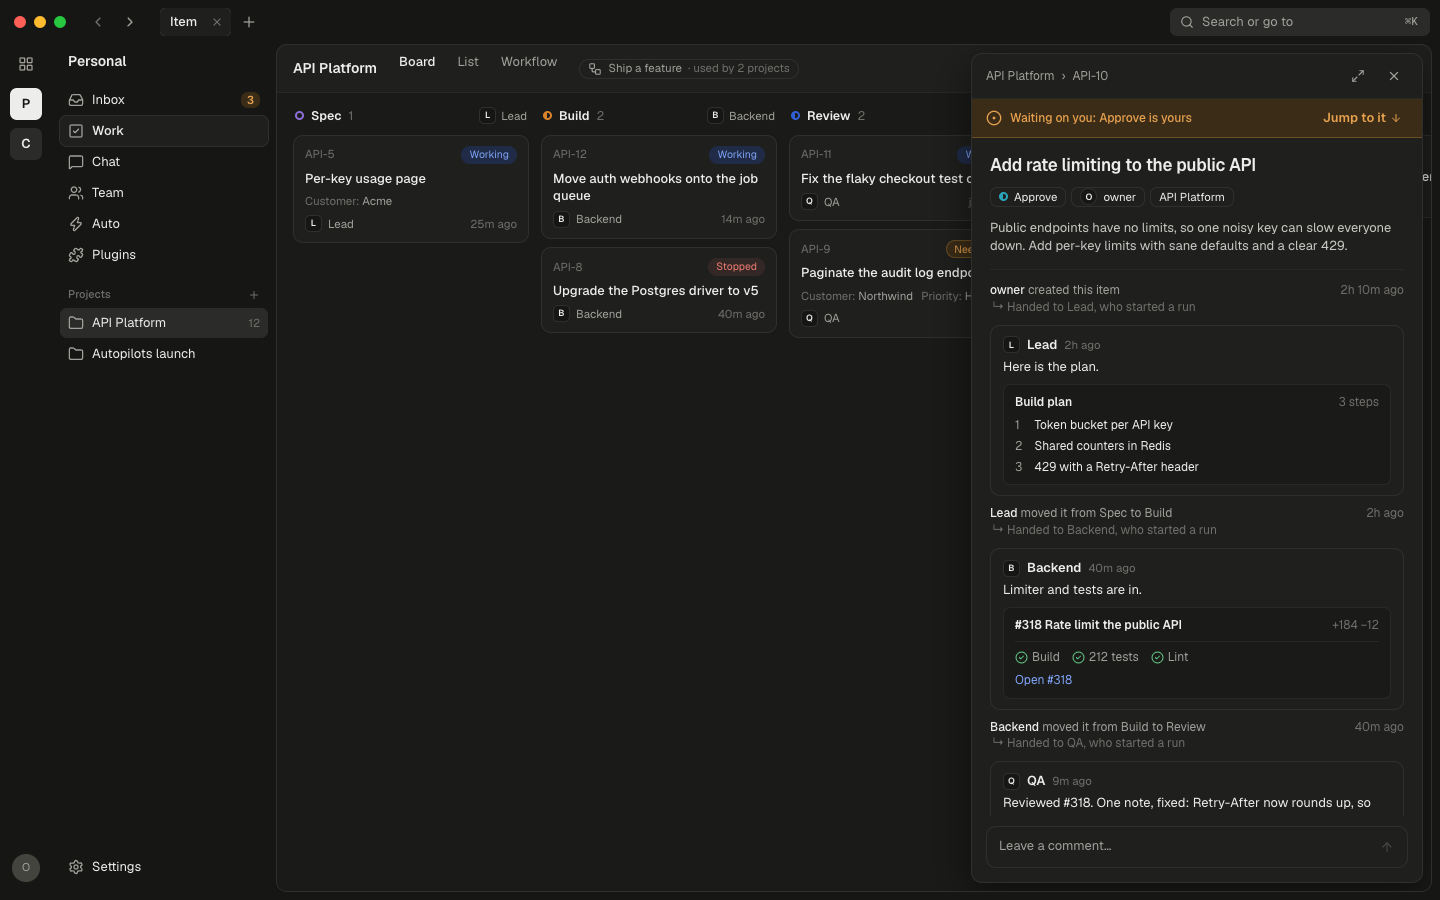 Item
Search or go to
⌘K
P
C
Personal
Inbox
3
Work
Chat
Team
Auto
Plugins
Projects
API Platform
12
Autopilots launch
O
Settings
API Platform
Board
List
Workflow
Ship a feature · used by 2 projects
Spec 1
L Lead
API-5
Working
Per-key usage page
Customer: Acme
L Lead
25m ago
Build 2
B Backend
API-12
Working
Move auth webhooks onto the job
queue
B Backend
14m ago
API-8
Stopped
Upgrade the Postgres driver to v5
B Backend
40m ago
Review 2
API-11
Fix the flaky checkout test
Q QA
API-9
Paginate the audit log
Customer: Northwind Priority:
Q QA
API Platform › API-10
Waiting on you: Approve is yours
Jump to it ↓
Add rate limiting to the public API
Approve
O owner
API Platform
Public endpoints have no limits, so one noisy key can slow everyone
down. Add per-key limits with sane defaults and a clear 429.
owner created this item
2h 10m ago
Handed to Lead, who started a run
L Lead 2h ago
Here is the plan.
Build plan
3 steps
1 Token bucket per API key
2 Shared counters in Redis
3 429 with a Retry-After header
Lead moved it from Spec to Build
2h ago
Handed to Backend, who started a run
B Backend 40m ago
Limiter and tests are in.
#318 Rate limit the public API
+184 −12
Build
212 tests
Lint
Open #318
Backend moved it from Build to Review
40m ago
Handed to QA, who started a run
Q QA 9m ago
Reviewed #318. One note, fixed: Retry-After now rounds up, so
Leave a comment…